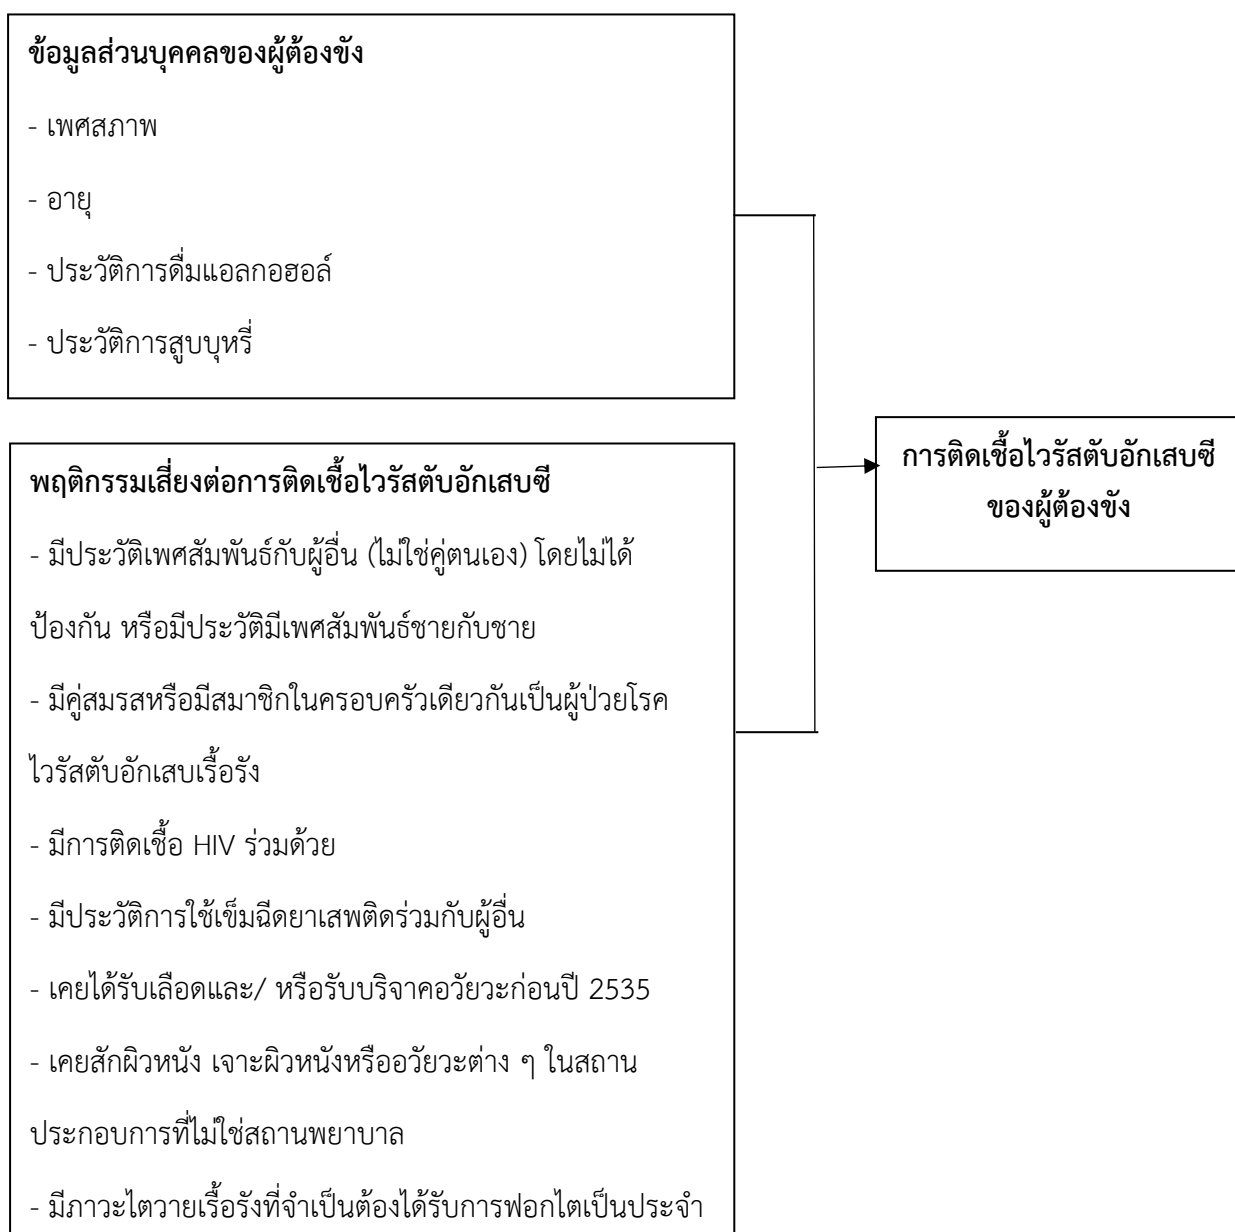 ข้อมูลส่วนบุคคลของผู้ต้องขัง
- เพศสภาพ
- อายุ
- ประวัติการดื่มแอลกอฮอล์
- ประวัติการสูบบุหรี่
พฤติกรรมเสี่ยงต่อการติดเชื้อไวรัสตับอักเสบซี
- มีประวัติเพศสัมพันธ์กับผู้อื่น (ไม่ใช่คู่ตนเอง) โดยไม่ได้
ป้องกัน หรือมีประวัติมีเพศสัมพันธ์ชายกับชาย
- มีคู่สมรสหรือมีสมาชิกในครอบครัวเดียวกันเป็นผู้ป่วยโรค
ไวรัสตับอักเสบเรื้อรัง
- มีการติดเชื้อ HIV ร่วมด้วย
- มีประวัติการใช้เข็มฉีดยาเสพติดร่วมกับผู้อื่น
- เคยได้รับเลือดและ/ หรือรับบริจาคอวัยวะก่อนปี 2535
- เคยสักผิวหนัง เจาะผิวหนังหรืออวัยวะต่าง ๆ ในสถาน
ประกอบการที่ไม่ใช่สถานพยาบาล
- มีภาวะไตวายเรื้อรังที่จำเป็นต้องได้รับการฟอกไตเป็นประจำ
การติดเชื้อไวรัสตับอักเสบซี
ของผู้ต้องขัง